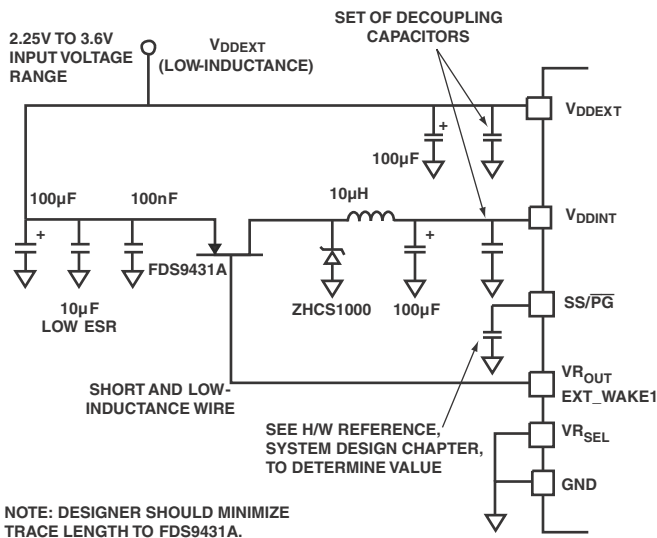 SET OF DECOUPLING
CAPACITORS
2.25V TO 3.6V
INPUT VOLTAGE
RANGE
VDDEXT
(LOW-INDUCTANCE)
VDDEXT
+
100µF
100µF
100nF
10µH
VDDINT
+
+
FDS9431A
10µF
LOW ESR
ZHCS1000
100µF
SS/P̅G̅
SHORT AND LOW-
INDUCTANCE WIRE
VROUT
EXT_WAKE1
SEE H/W REFERENCE,
SYSTEM DESIGN CHAPTER,
TO DETERMINE VALUE
VRSEL
GND
NOTE: DESIGNER SHOULD MINIMIZE
TRACE LENGTH TO FDS9431A.